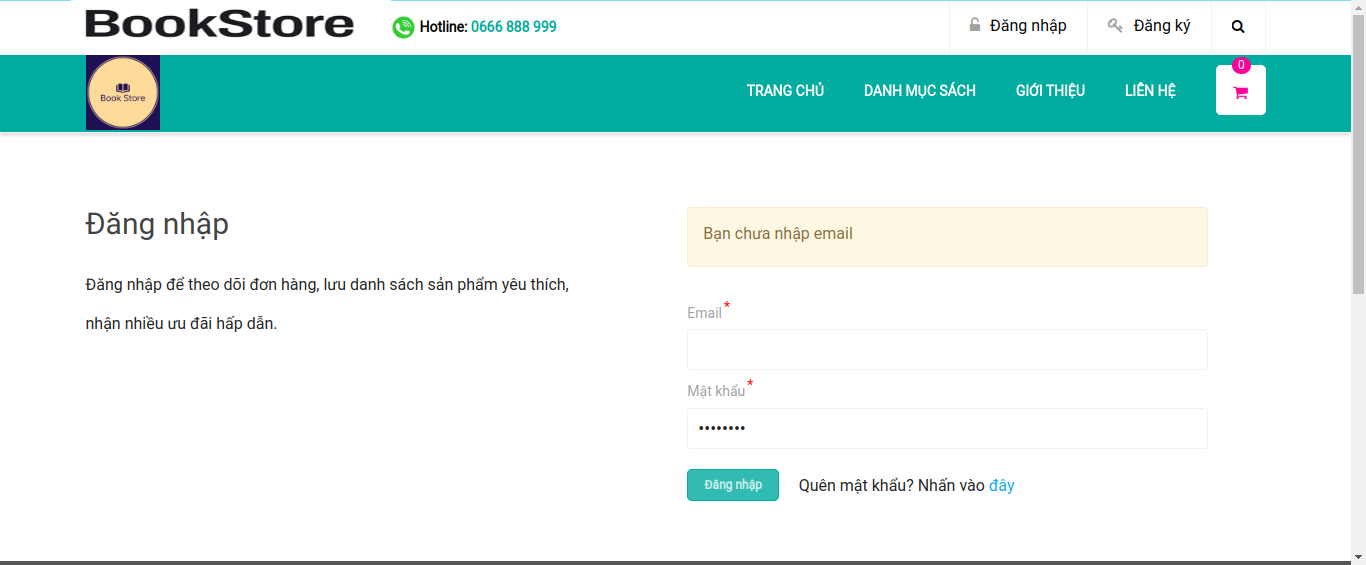 BookStore
Hotline: 0666 888 999
Đăng nhập
Đăng ký
Book Store
TRANG CHỦ
DANH MỤC SÁCH
GIỚI THIỆU
LIÊN HỆ
0
Đăng nhập
Đăng nhập để theo dõi đơn hàng, lưu danh sách sản phẩm yêu thích,
nhận nhiều ưu đãi hấp dẫn.
Bạn chưa nhập email
Email*
Mật khẩu*
••••••••
Đăng nhập
Quên mật khẩu? Nhấn vào đây